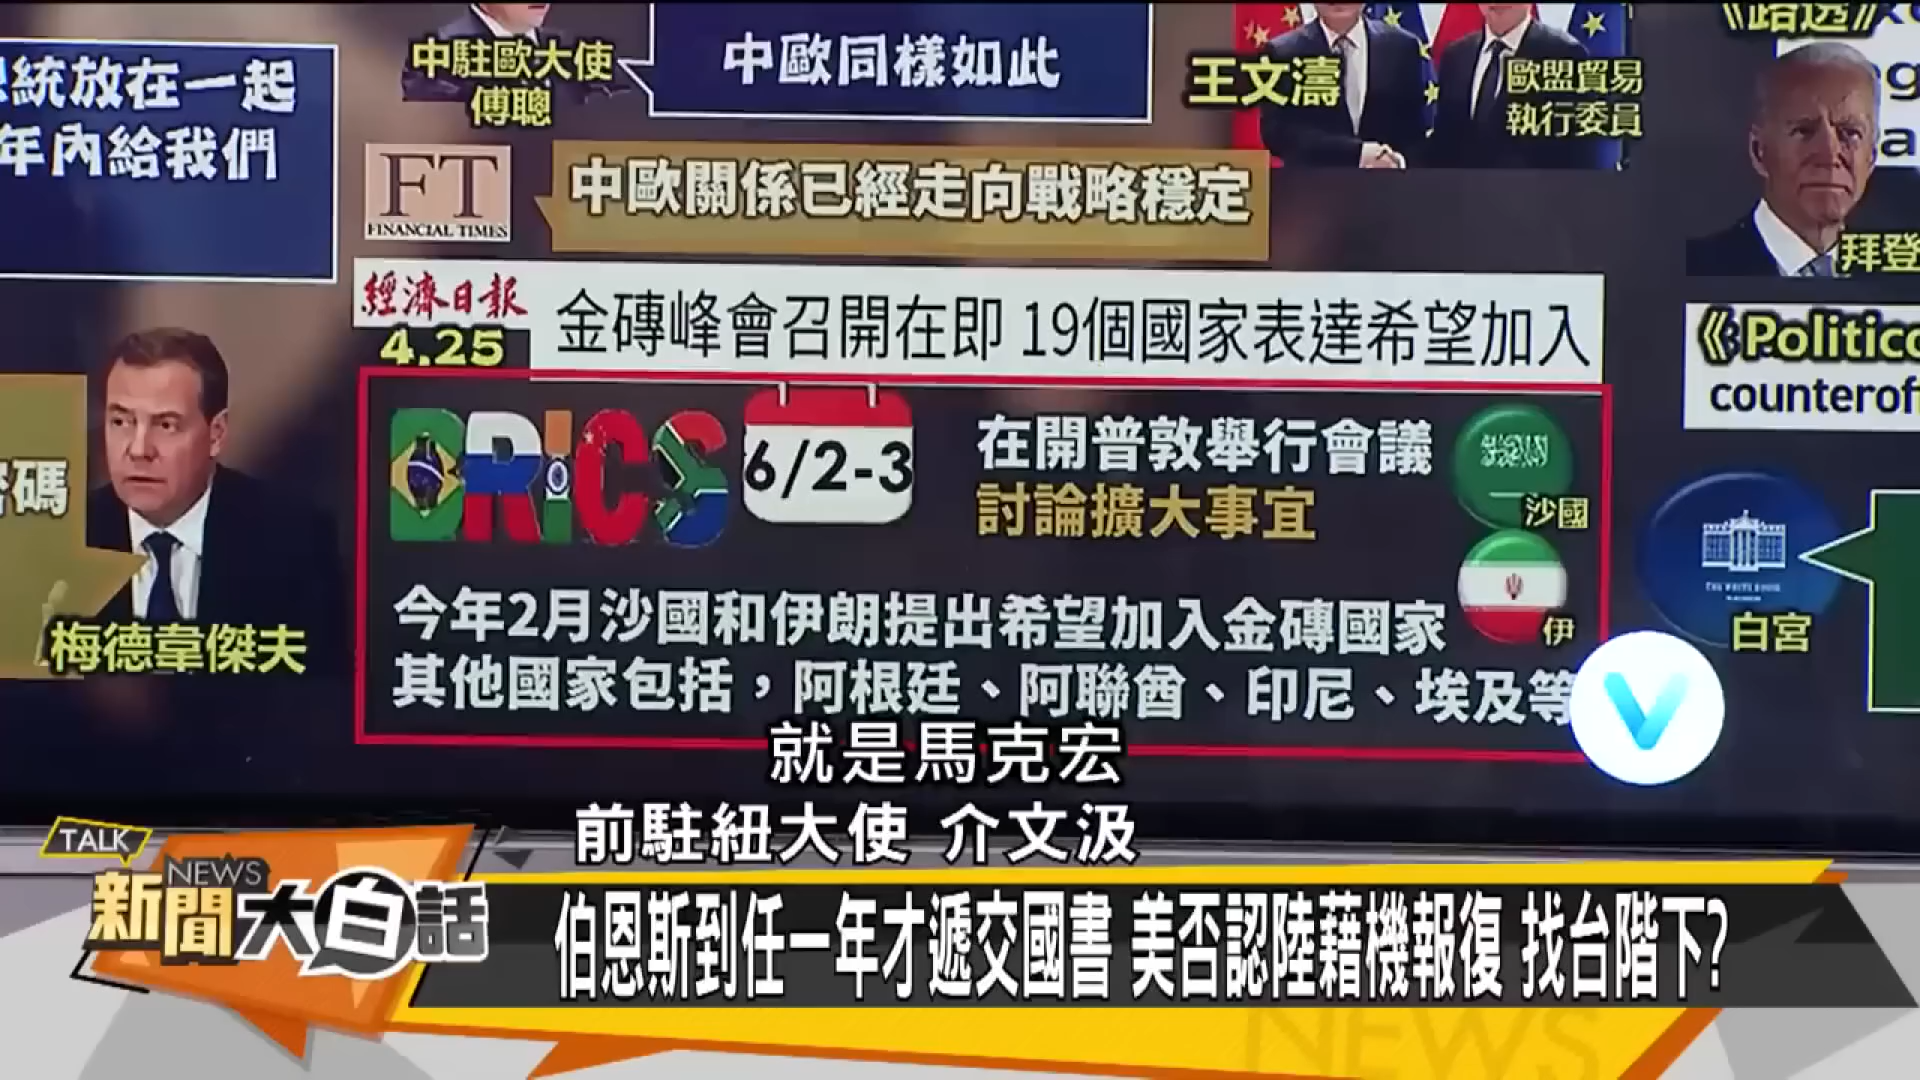 總統放在一起
年內給我們
中駐歐大使
傅聰
中歐同樣如此
王文濤
歐盟貿易
執行委員
《路透》
拜登
FT
FINANCIAL TIMES
中歐關係已經走向戰略穩定
經濟日報
4.25
金磚峰會召開在即 19個國家表達希望加入
《Politico
counterof
BRICS
6/2-3
在開普敦舉行會議
討論擴大事宜
沙國
伊
今年2月沙國和伊朗提出希望加入金磚國家
其他國家包括，阿根廷、阿聯酋、印尼、埃及等
密碼
梅德韋傑夫
THE WHITE HOUSE
白宮
就是馬克宏
前駐紐大使 介文汲
TALK
NEWS
新聞大白話
伯恩斯到任一年才遞交國書 美否認陸藉機報復 找台階下?
NEWS